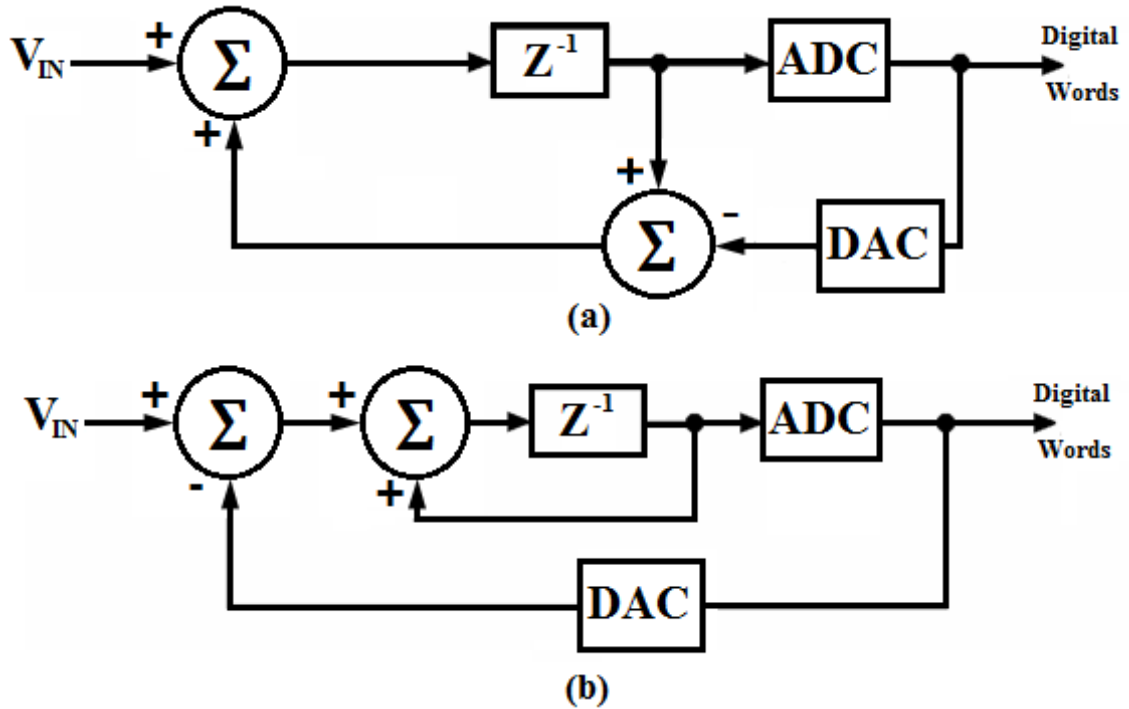 V_IN
+
Σ
+
Z^-1
ADC
Digital
Words
+
Σ
-
DAC
(a)
V_IN
+
Σ
-
+
Σ
+
Z^-1
ADC
Digital
Words
DAC
(b)